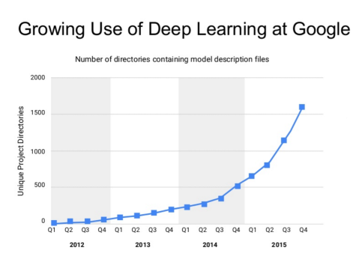 Growing Use of Deep Learning at Google
Number of directories containing model description files
Unique Project Directories
2000
1500
1000
500
0
Q1 Q2 Q3 Q4 Q1 Q2 Q3 Q4 Q1 Q2 Q3 Q4 Q1 Q2 Q3 Q4
2012 2013 2014 2015